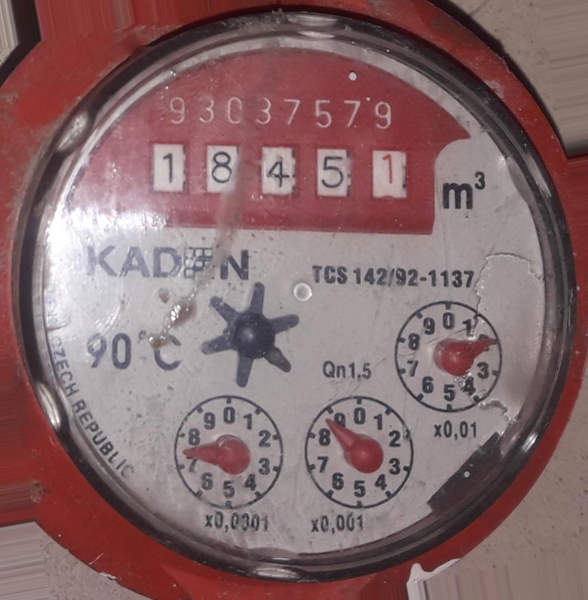 93037579
18451 m³
KADEN
TCS 142/92-1137
90°C
Qn1,5
CZECH REPUBLIC
9 0 1 8 3 7 6 5 4
x0,01
9 0 1 8 2 7 3 6 5 4
x0,0001
9 0 1 8 2 7 3 6 5 4
x0,001